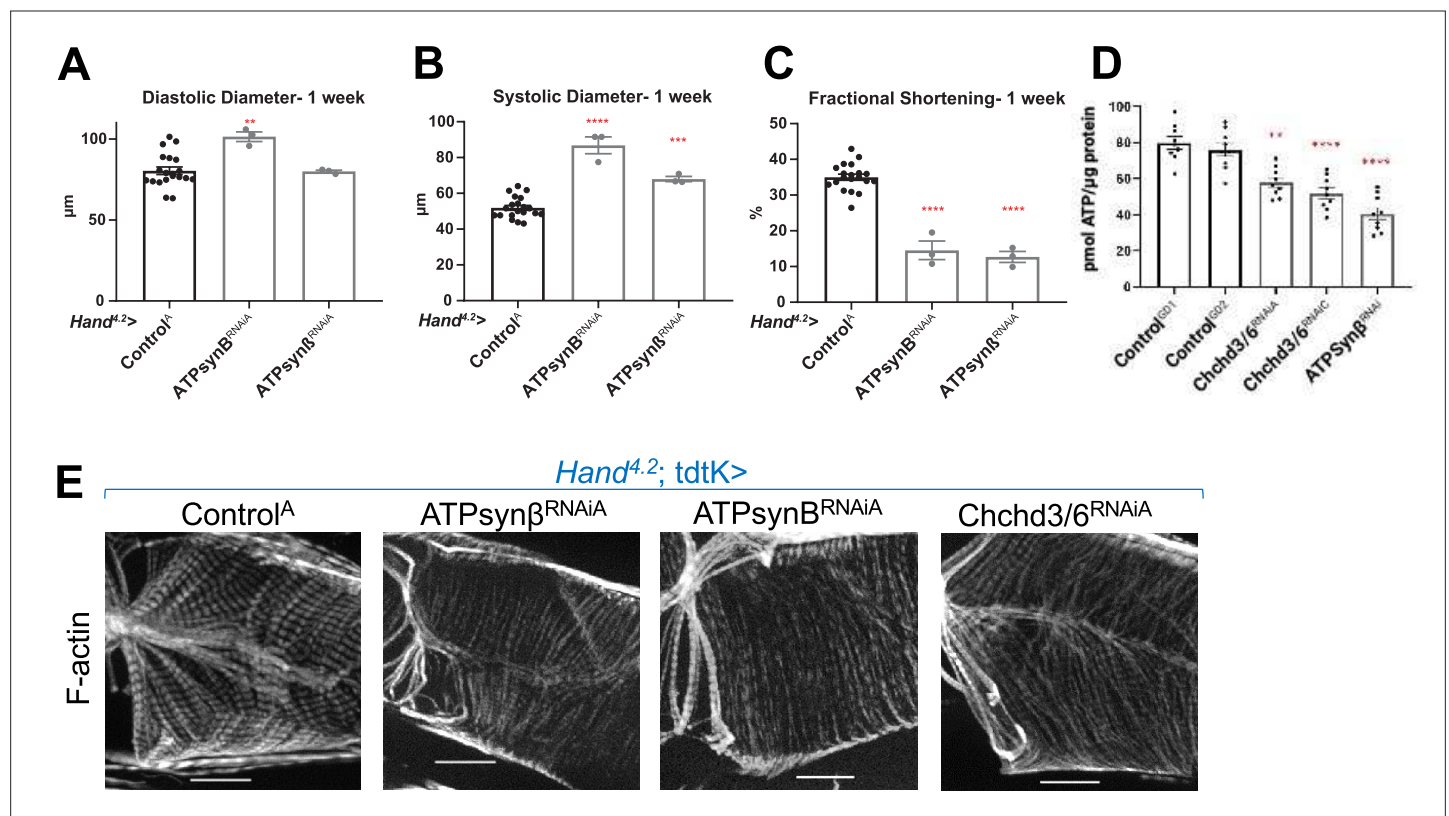 A
Diastolic Diameter- 1 week
**
100
50
0
µm
Hand4.2>
ControlA
ATPsynBRNAiA
ATPsynßRNAiA
B
Systolic Diameter- 1 week
****
***
100
80
60
40
20
0
µm
Hand4.2>
ControlA
ATPsynBRNAiA
ATPsynßRNAiA
C
Fractional Shortening- 1 week
****
****
50
40
30
20
10
0
%
Hand4.2>
ControlA
ATPsynBRNAiA
ATPsynßRNAiA
D
**
****
****
100
80
60
40
20
0
pmol ATP/µg protein
ControlGD1
ControlGD2
Chchd3/6RNAiA
Chchd3/6RNAiC
ATPSynβRNAi
E
Hand4.2; tdtK>
ControlA
ATPsynβRNAiA
ATPsynBRNAiA
Chchd3/6RNAiA
F-actin